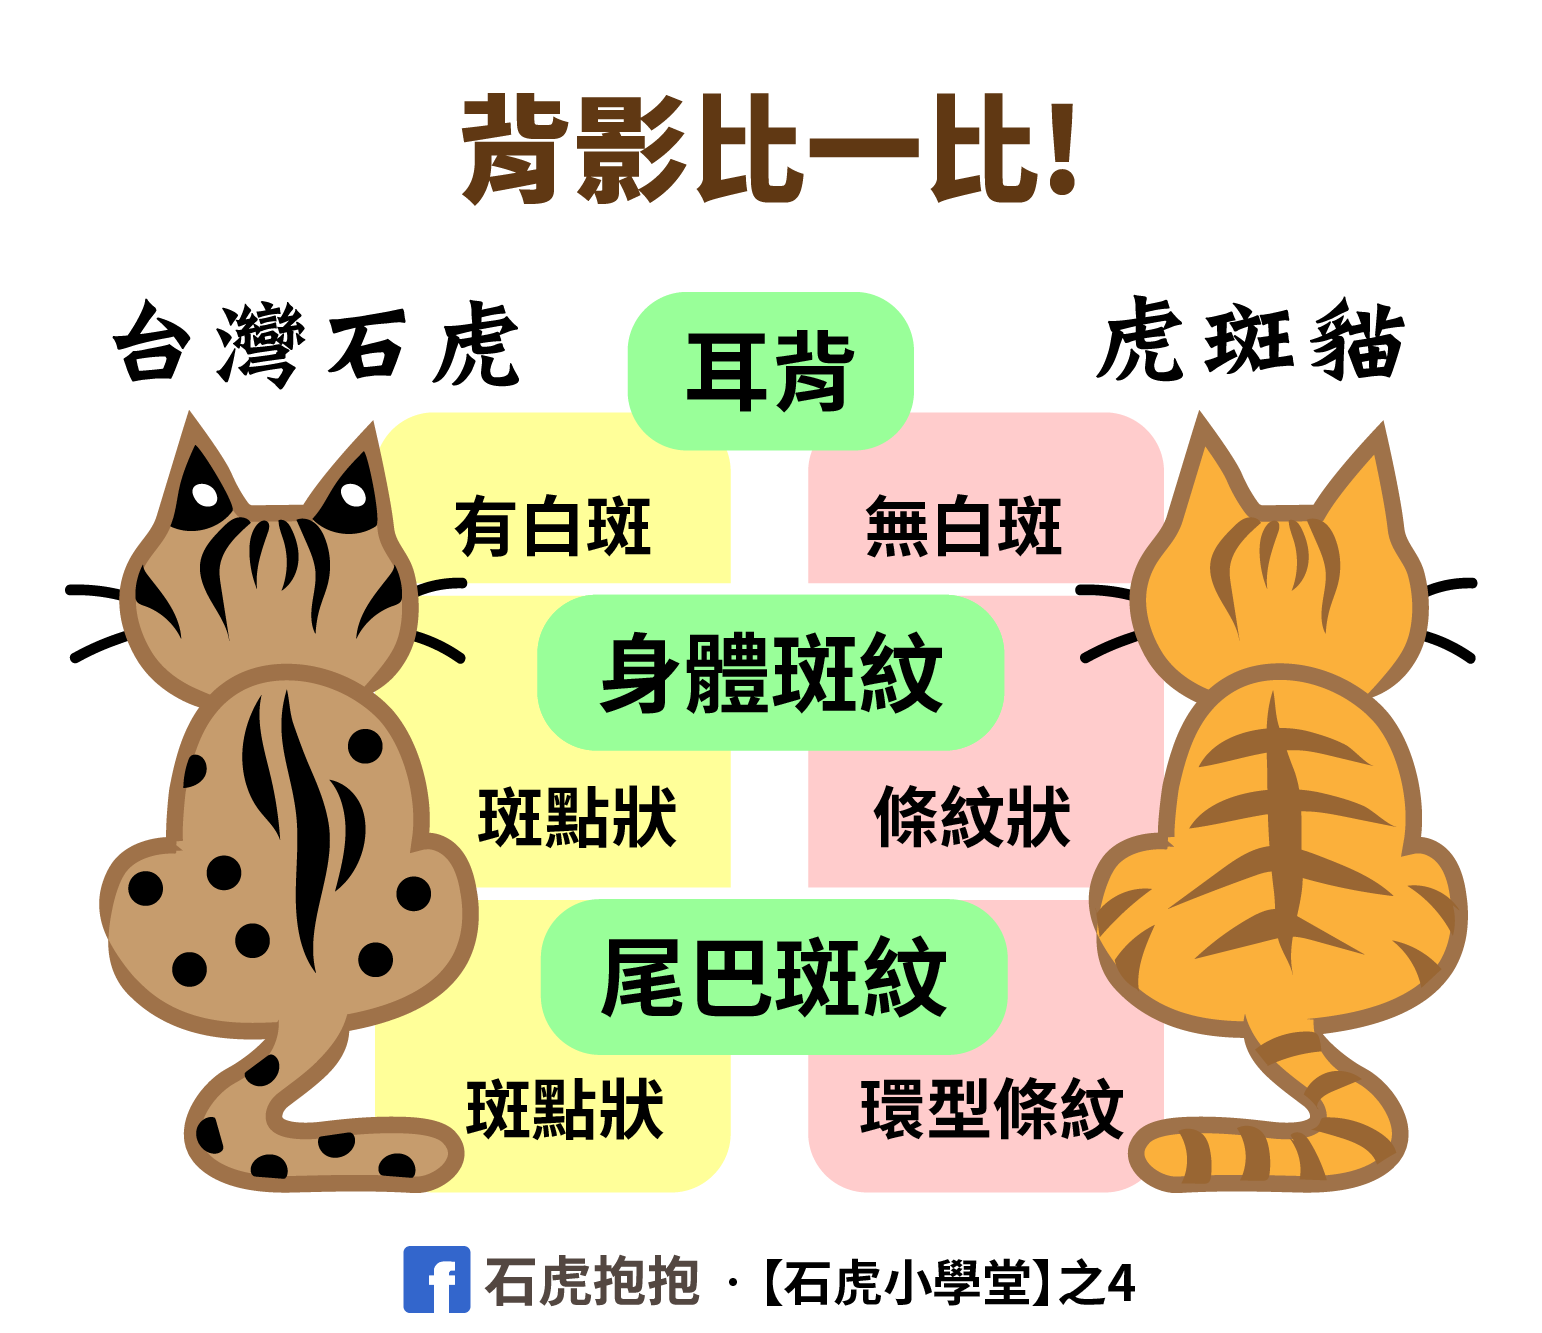 背影比一比!
台灣石虎
虎斑貓
耳背
有白斑
無白斑
身體斑紋
斑點狀
條紋狀
尾巴斑紋
斑點狀
環型條紋
f 石虎抱抱 ·【石虎小學堂】之4